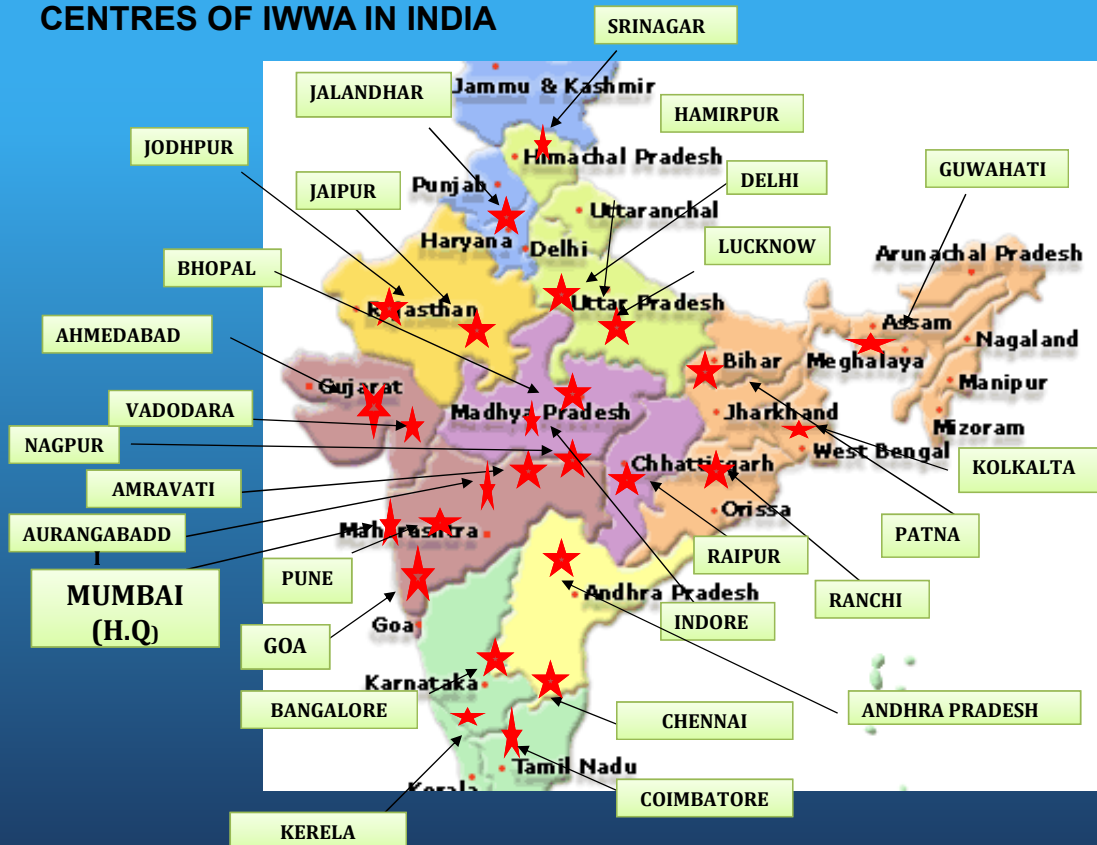 CENTRES OF IWWA IN INDIA
SRINAGAR
JALANDHAR
Jammu & Kashmir
HAMIRPUR
JODHPUR
Himachal Pradesh
GUWAHATI
JAIPUR
Punjab
DELHI
Uttaranchal
Haryana
Delhi
LUCKNOW
Arunachal Pradesh
BHOPAL
Rajasthan
Uttar Pradesh
Assam
AHMEDABAD
Nagaland
Bihar
Meghalaya
Gujarat
Manipur
VADODARA
Madhya Pradesh
Jharkhand
Mizoram
NAGPUR
West Bengal
Chhattisgarh
KOLKALTA
AMRAVATI
Orissa
AURANGABADD
I
Maharashtra
PATNA
RAIPUR
PUNE
MUMBAI
(H.Q)
Andhra Pradesh
RANCHI
INDORE
Goa
GOA
Karnataka
BANGALORE
CHENNAI
ANDHRA PRADESH
Tamil Nadu
Kerala
COIMBATORE
KERELA